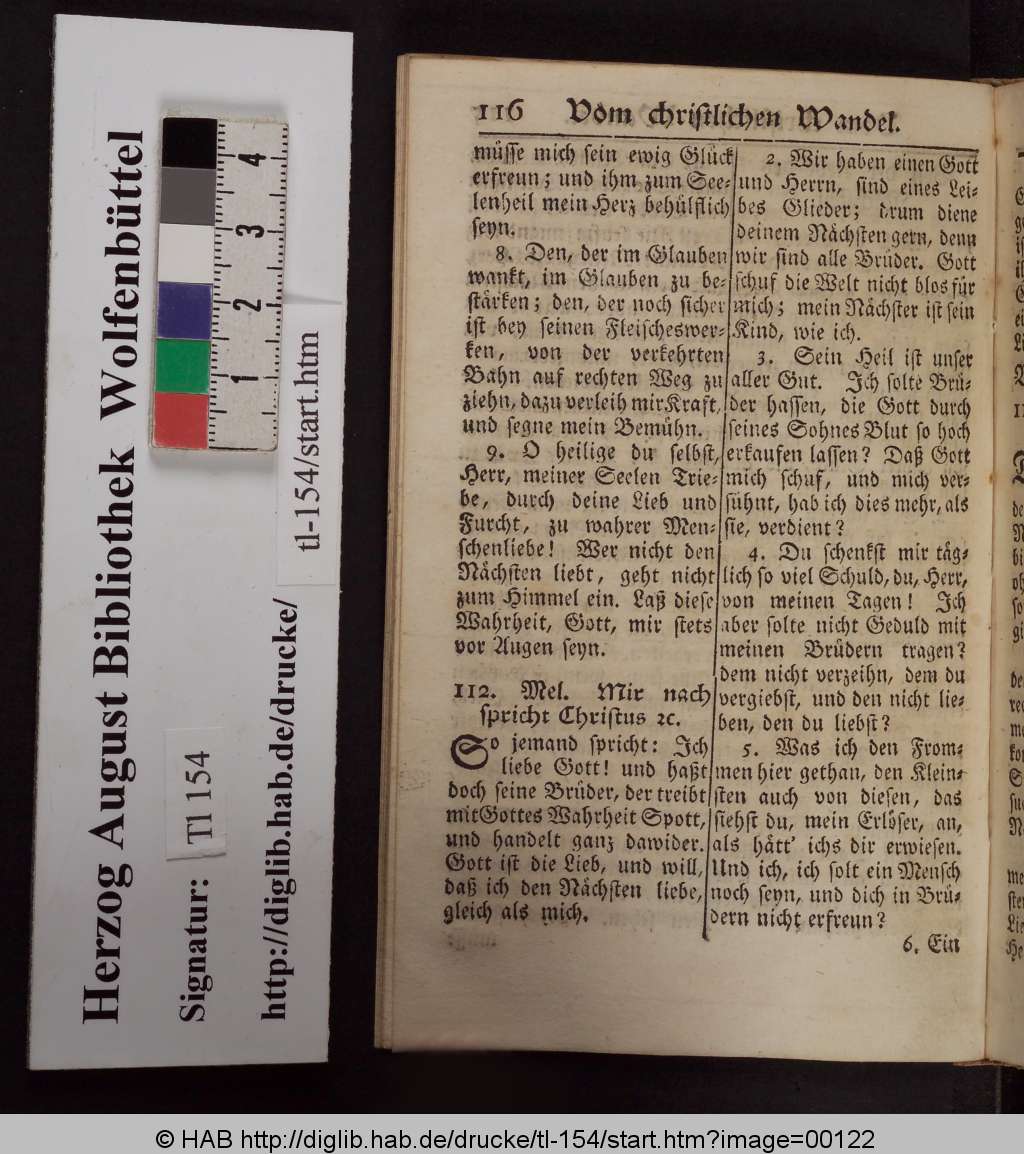 116 Vom christlichen Wandel.
müsse mich sein ewig Glück
erfreun; und ihm zum See-
lenheil mein Herz behülflich
seyn.
8. Den, der im Glauben
wankt, im Glauben zu be-
stärken; den, der noch sicher
ist bey seinen Fleischeswer-
ken, von der verkehrten
Bahn auf rechten Weg zu
ziehn, dazu verleih mir Kraft,
und segne mein Bemühn.
9. O heilige du selbst,
Herr, meiner Seelen Trie-
be, durch deine Lieb und
Furcht, zu wahrer Men-
schenliebe! Wer nicht den
Nächsten liebt, geht nicht
zum Himmel ein. Laß diese
Wahrheit, Gott, mir stets
vor Augen seyn.
112. Mel. Mir nach
spricht Christus ꝛc.
So jemand spricht: Ich
liebe Gott! und haßt
doch seine Brüder, der treibt
mit Gottes Wahrheit Spott,
und handelt ganz dawider.
Gott ist die Lieb, und will,
daß ich den Nächsten liebe,
gleich als mich.
2. Wir haben einen Gott
und Herrn, sind eines Lei-
bes Glieder; drum diene
deinem Nächsten gern, denn
wir sind alle Brüder. Gott
schuf die Welt nicht blos für
mich; mein Nächster ist sein
Kind, wie ich.
3. Sein Heil ist unser
aller Gut. Ich solte Brü-
der hassen, die Gott durch
seines Sohnes Blut so hoch
erkaufen lassen? Daß Gott
mich schuf, und mich ver-
sühnt, hab ich dies mehr, als
sie, verdient?
4. Du schenkst mir täg-
lich so viel Schuld, du, Herr,
von meinen Tagen! Ich
aber solte nicht Geduld mit
meinen Brüdern tragen?
dem nicht verzeihn, dem du
vergiebst, und den nicht lie-
ben, den du liebst?
5. Was ich den From-
men hier gethan, den Klein-
sten auch von diesen, das
siehst du, mein Erlöser, an,
als hätt' ichs dir erwiesen.
Und ich, ich solt ein Mensch
noch seyn, und dich in Brü-
dern nicht erfreun?
6. Ein
Herzog August Bibliothek Wolfenbüttel
Signatur: Tl 154
http://diglib.hab.de/drucke/ tl-154/start.htm
1 2 3 4
© HAB http://diglib.hab.de/drucke/tl-154/start.htm?image=00122